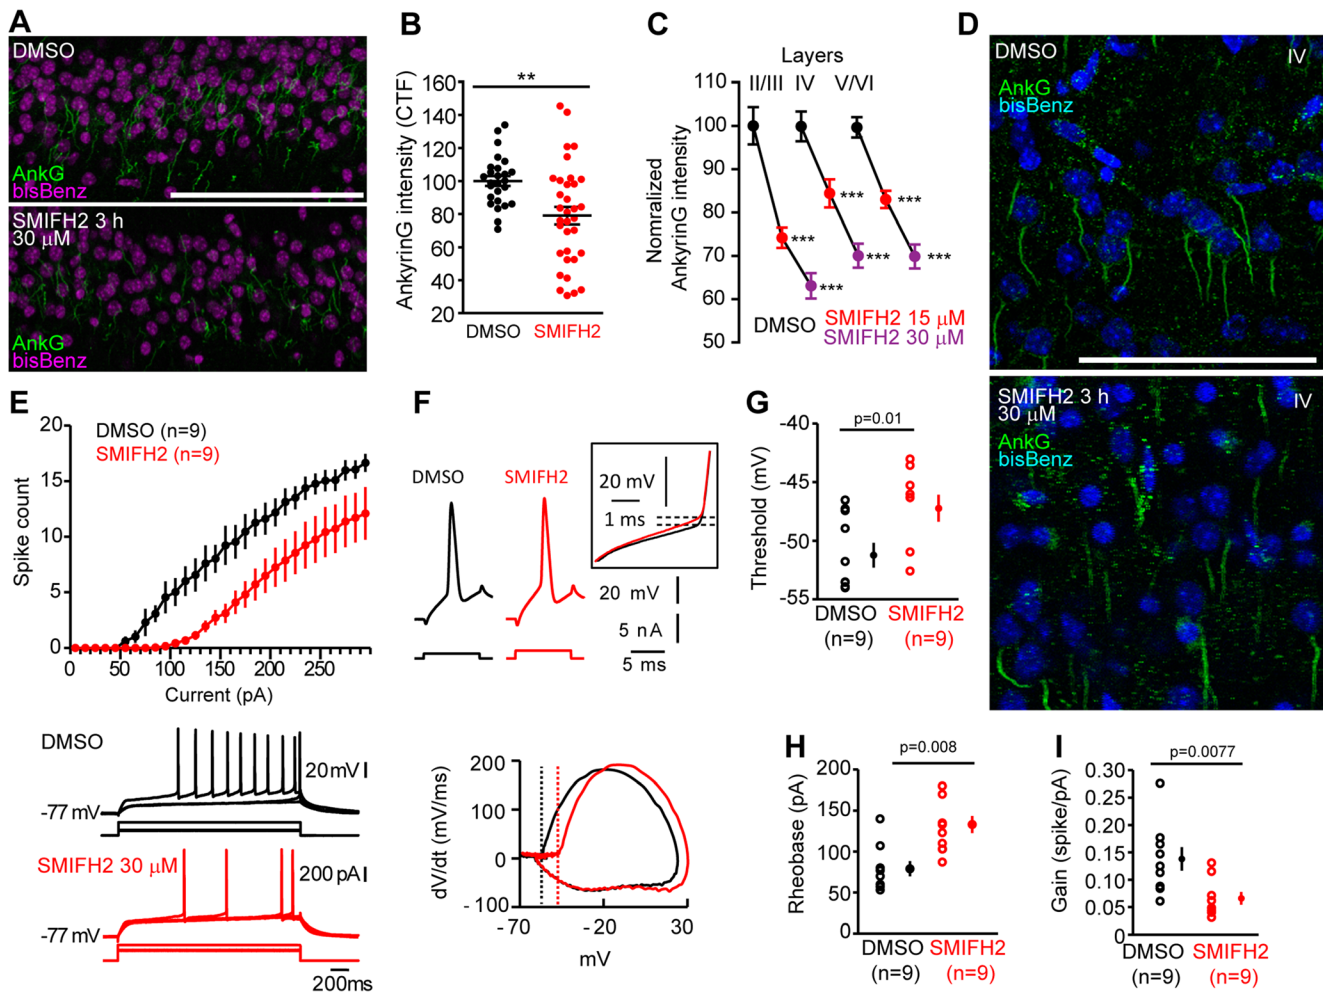 A
DMSO
AnkG
bisBenz
SMIFH2 3 h
30 μM
AnkG
bisBenz
B
**
AnkyrinG intensity (CTF)
160
140
120
100
80
60
40
20
DMSO
SMIFH2
C
Layers
II/III IV V/VI
Nomralized
AnkyrinG intensity
110
100
90
80
70
60
50
***
***
***
***
***
***
DMSO
SMIFH2 15 μM
SMIFH2 30 μM
D
DMSO
IV
AnkG
bisBenz
SMIFH2 3 h
30 μM
IV
AnkG
bisBenz
E
DMSO (n=9)
SMIFH2 (n=9)
Spike count
20
15
10
5
0
0 50 100 150 200 250
Current (pA)
DMSO
20mV
-77 mV
SMIFH2 30 μM
200pA
-77 mV
200ms
F
DMSO
SMIFH2
20 mV
1 ms
20 mV
5 nA
5 ms
dV/dt (mV/ms)
200
100
0
- 100
- 70
- 20
30
mV
G
p=0.01
Threshold (mV)
-40
-45
-50
-55
DMSO
(n=9)
SMIFH2
(n=9)
H
p=0.008
Rheobase (pA)
200
150
100
50
0
DMSO
(n=9)
SMIFH2
(n=9)
I
p=0.0077
Gain (spike/pA)
0.30
0.25
0.20
0.15
0.10
0.05
0
DMSO
(n=9)
SMIFH2
(n=9)